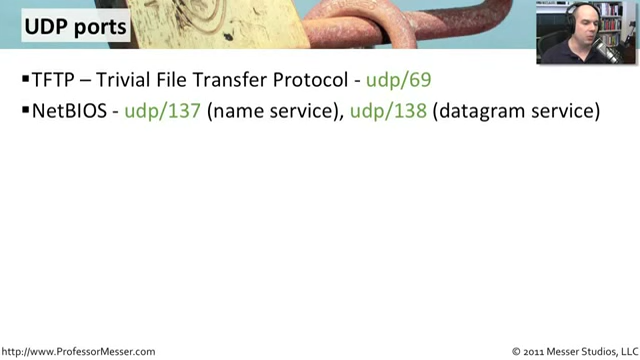 UDP ports
▪TFTP – Trivial File Transfer Protocol - udp/69
▪NetBIOS - udp/137 (name service), udp/138 (datagram service)
http://www.ProfessorMesser.com
© 2011 Messer Studios, LLC